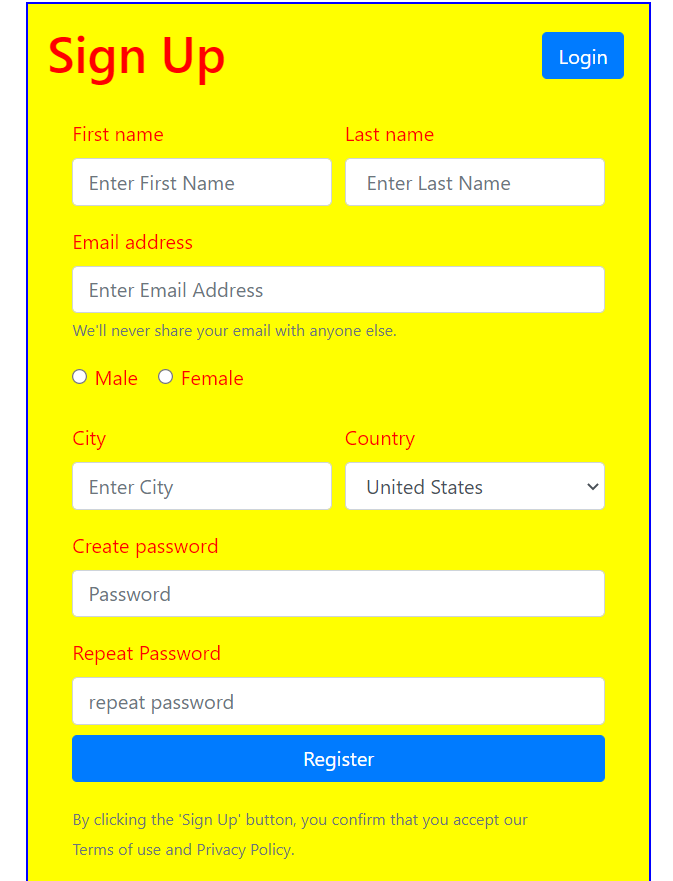 Sign Up
Login
First name
Last name
Enter First Name
Enter Last Name
Email address
Enter Email Address
We'll never share your email with anyone else.
Male
Female
City
Country
Enter City
United States
Create password
Password
Repeat Password
repeat password
Register
By clicking the 'Sign Up' button, you confirm that you accept our
Terms of use and Privacy Policy.